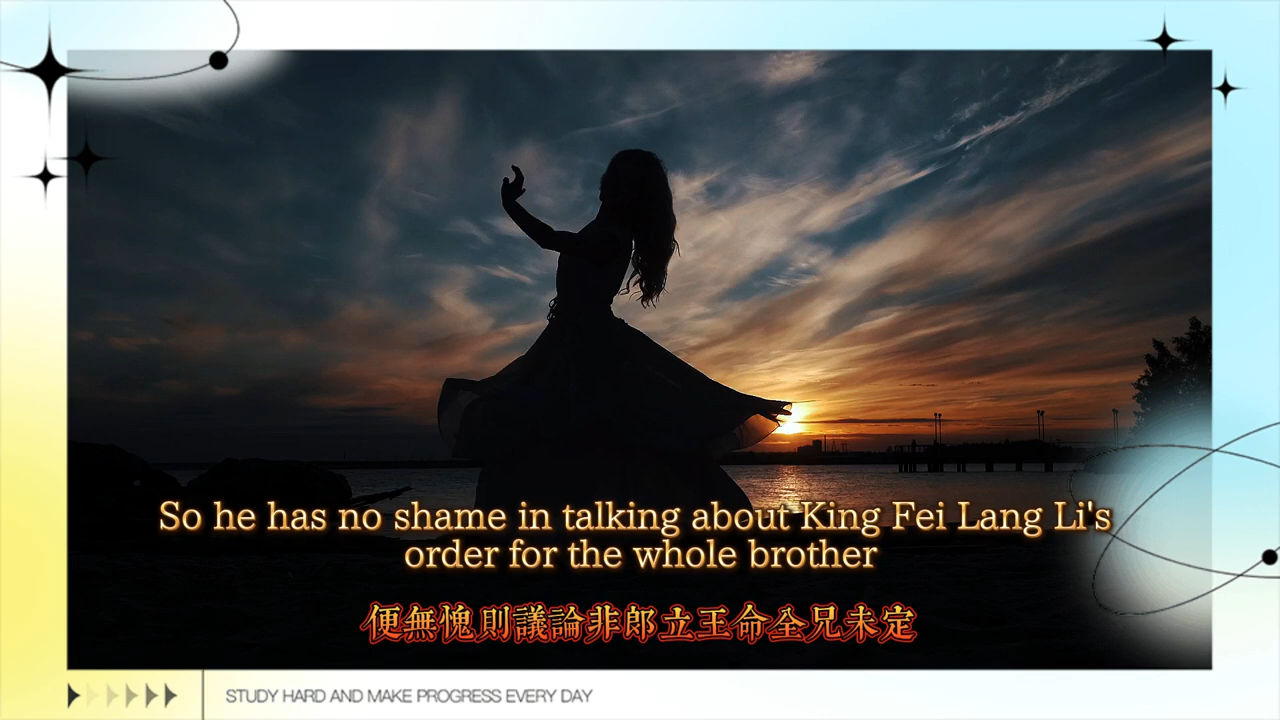 So he has no shame in talking about King Fei Lang Li's
order for the whole brother
便無愧則議論非郎立王命全兄未定
STUDY HARD AND MAKE PROGRESS EVERY DAY